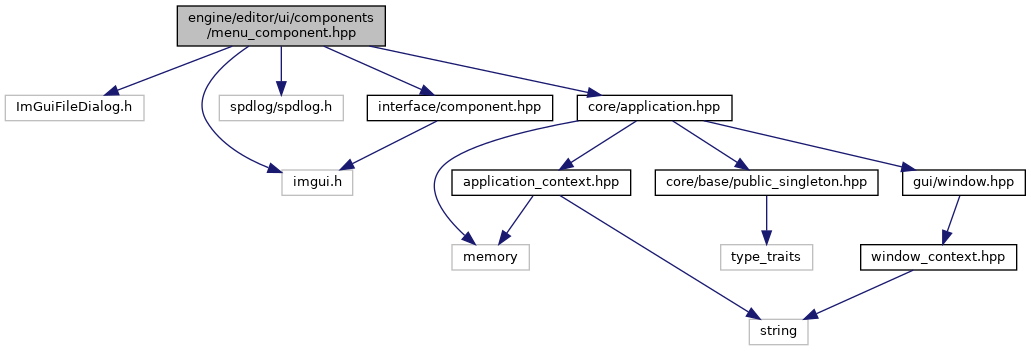 engine/editor/ui/components
/menu_component.hpp
ImGuiFileDialog.h
spdlog/spdlog.h
interface/component.hpp
core/application.hpp
imgui.h
application_context.hpp
core/base/public_singleton.hpp
gui/window.hpp
memory
type_traits
window_context.hpp
string